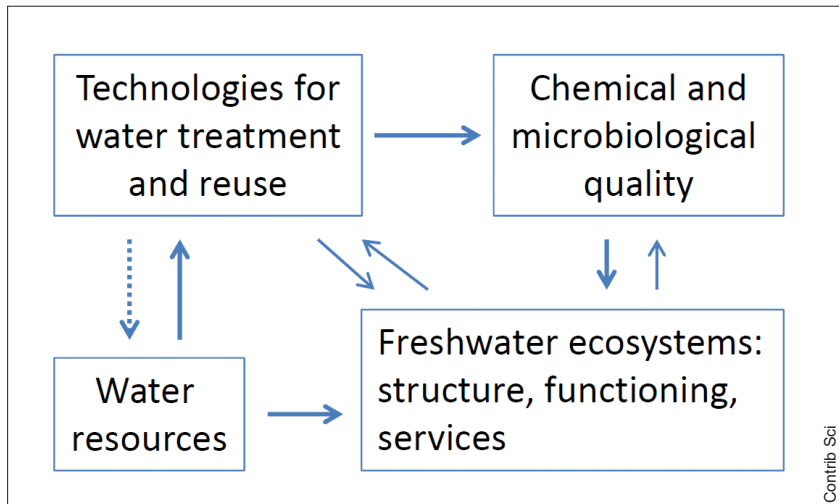 Technologies for
water treatment
and reuse
Chemical and
microbiological
quality
Water
resources
Freshwater ecosystems:
structure, functioning,
services
Contrib Sci